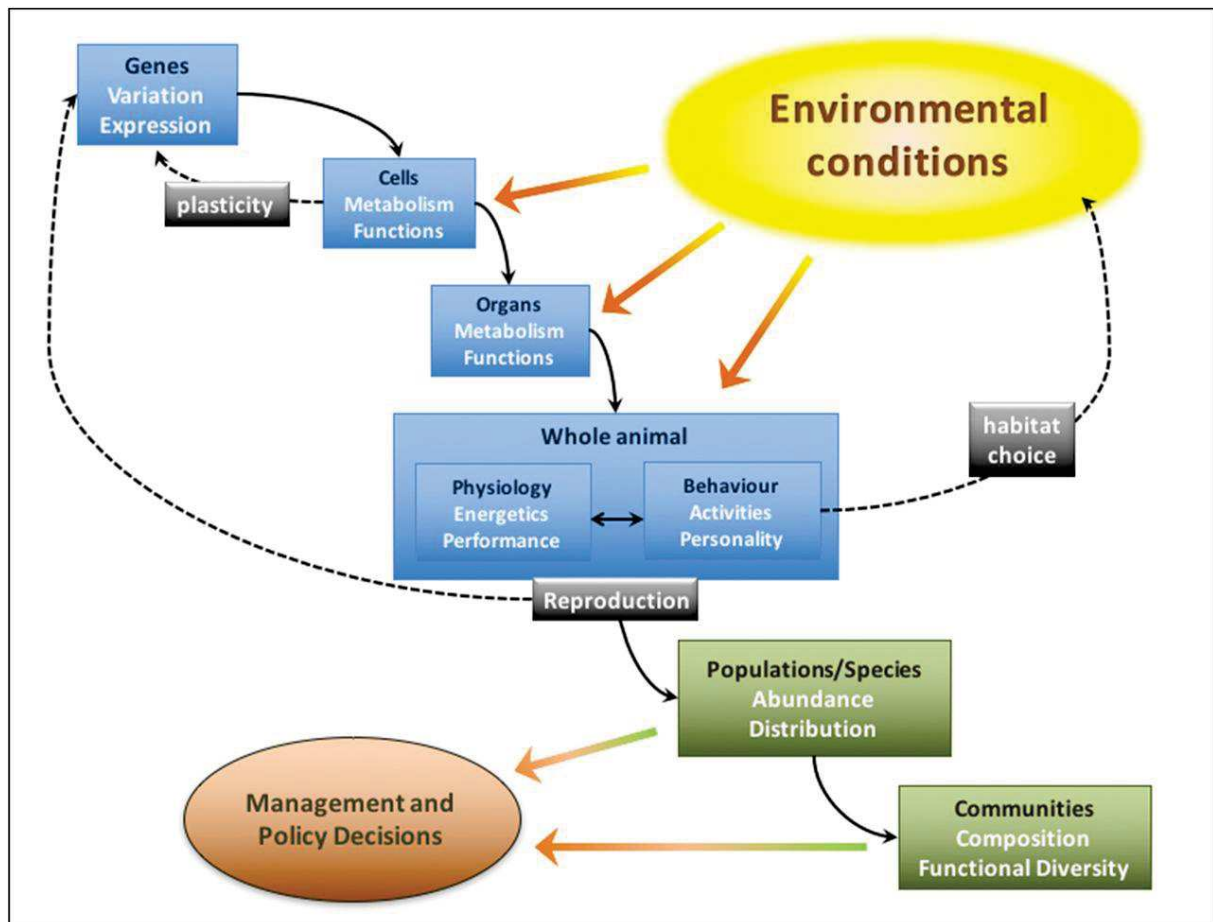 Genes
Variation
Expression
Environmental
conditions
plasticity
Cells
Metabolism
Functions
Organs
Metabolism
Functions
Whole animal
Physiology
Energetics
Performance
Behaviour
Activities
Personality
habitat
choice
Reproduction
Populations/Species
Abundance
Distribution
Management and
Policy Decisions
Communities
Composition
Functional Diversity